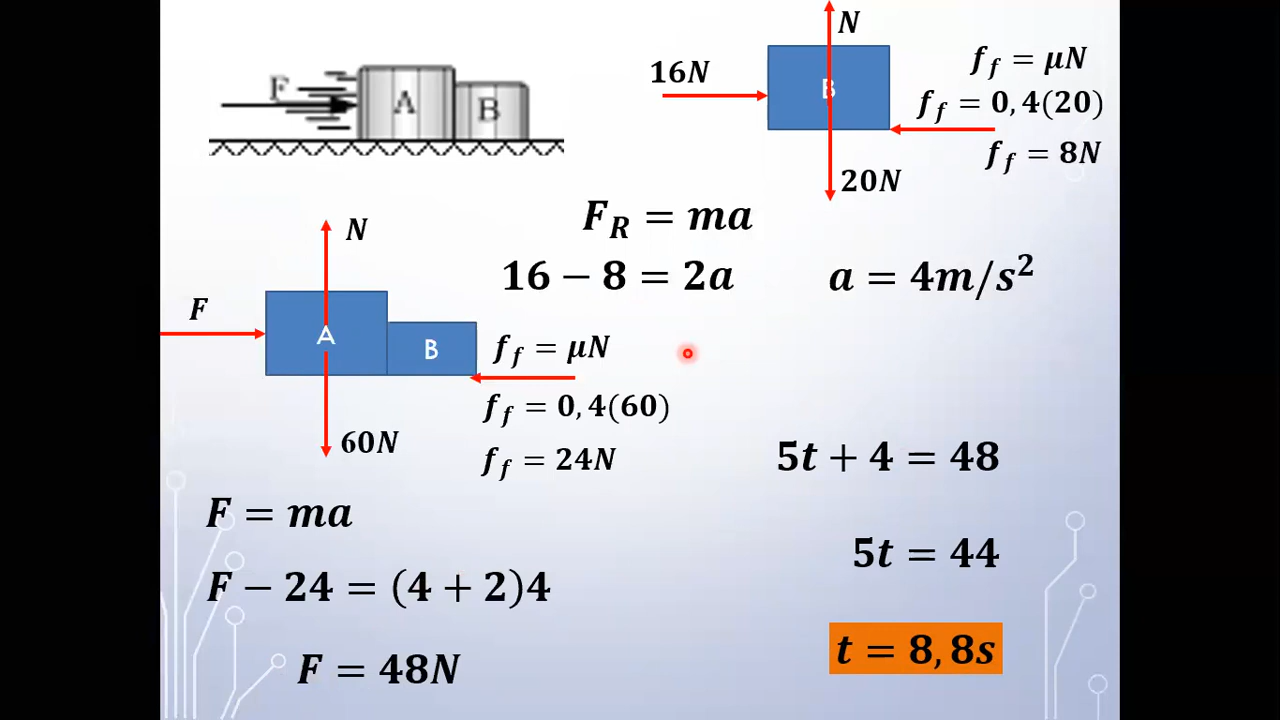 F
A
B
N
16N
B
20N
f_f = μN
f_f = 0,4(20)
f_f = 8N
F_R = ma
16 − 8 = 2a
a = 4m/s²
N
F
A
B
60N
f_f = μN
f_f = 0,4(60)
f_f = 24N
F = ma
F − 24 = (4 + 2)4
F = 48N
5t + 4 = 48
5t = 44
t = 8,8s